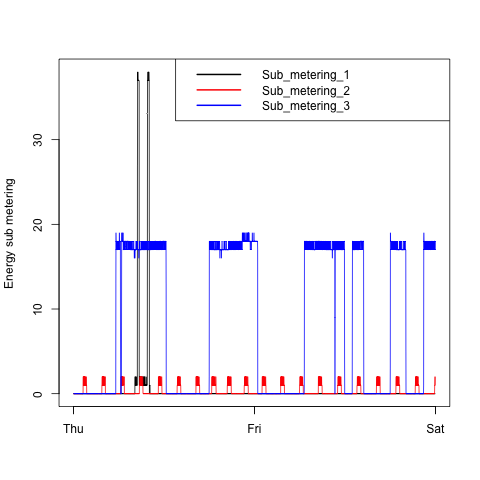 Sub_metering_1
Sub_metering_2
Sub_metering_3
Energy sub metering
30
20
10
0
Thu Fri Sat